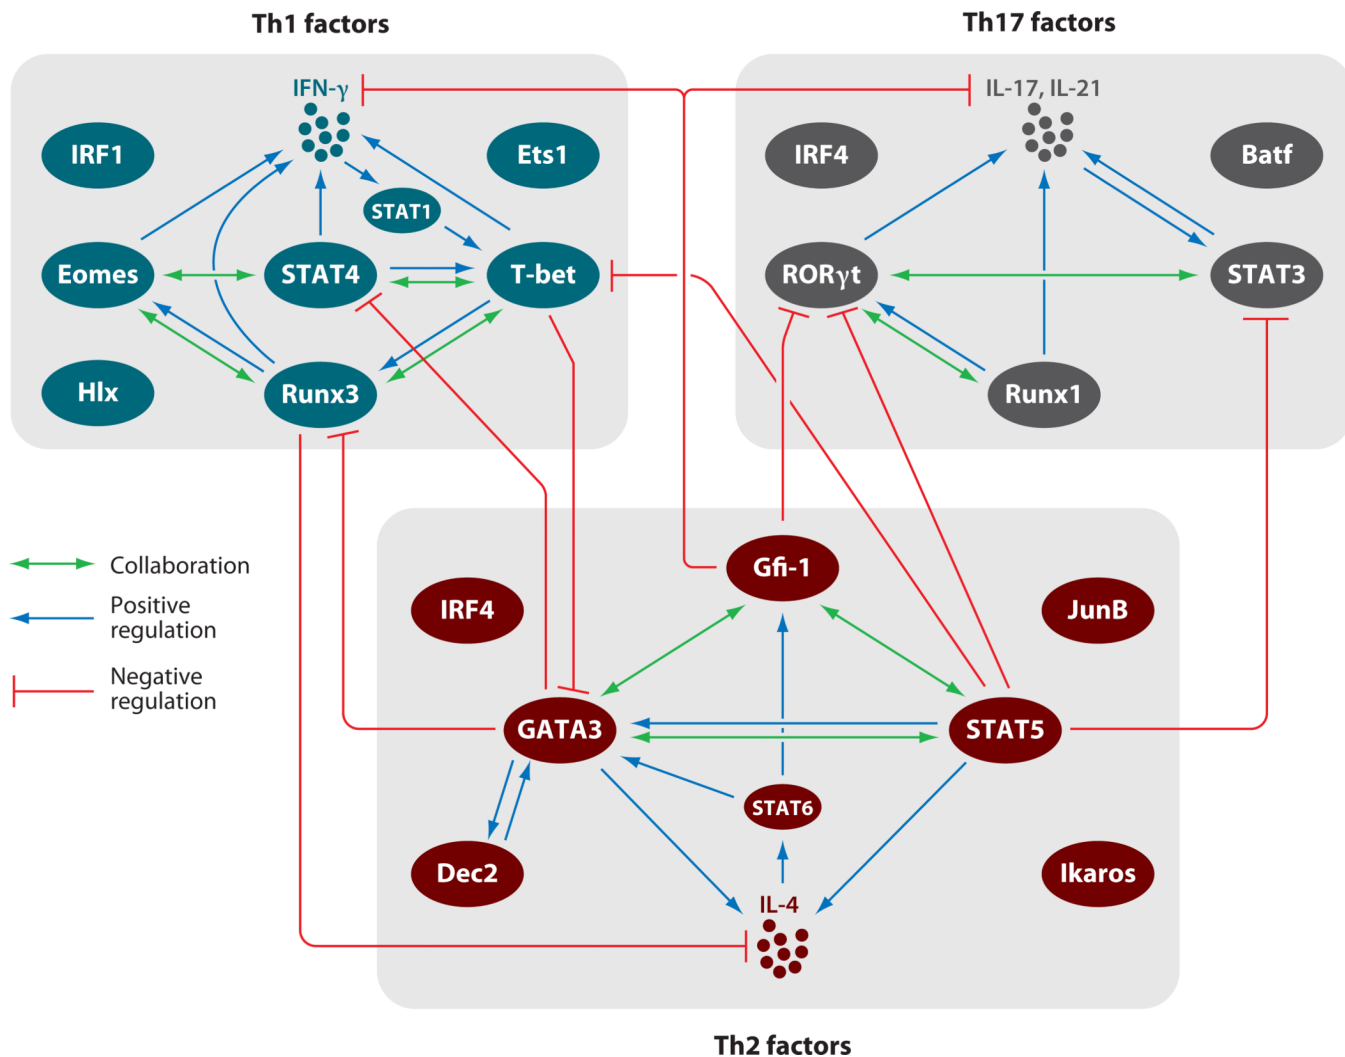 Th1 factors
Th17 factors
IFN-γ
IL-17, IL-21
IRF1
Ets1
IRF4
Batf
STAT1
Eomes
STAT4
T-bet
RORγt
STAT3
Hlx
Runx3
Runx1
Collaboration
Positive
regulation
Negative
regulation
Gfi-1
IRF4
JunB
GATA3
STAT5
STAT6
Dec2
Ikaros
IL-4
Th2 factors